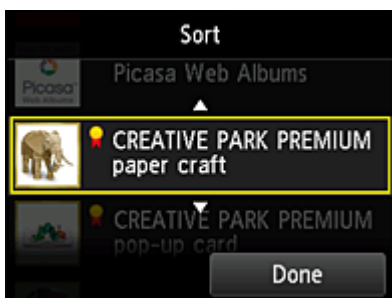 Sort
Picasa
Web Albums
Picasa Web Albums
CREATIVE PARK PREMIUM
paper craft
CREATIVE PARK PREMIUM
pop-up card
Done